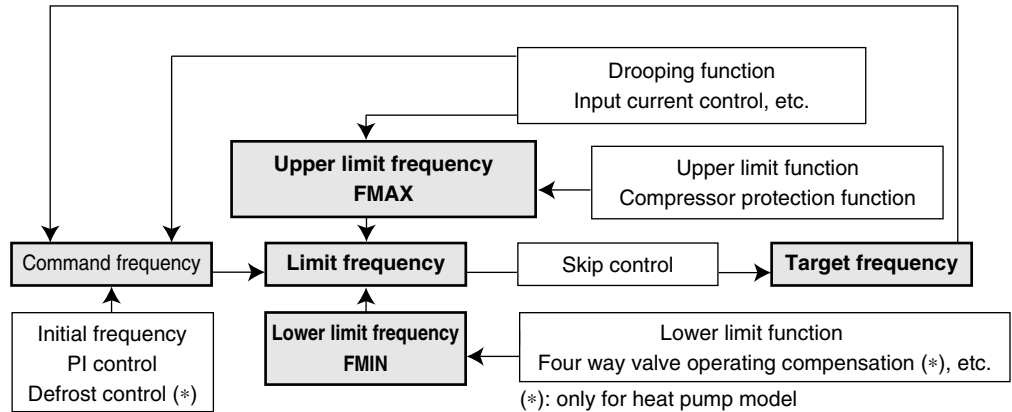 Drooping function
Input current control, etc.
Upper limit frequency
FMAX
Upper limit function
Compressor protection function
Command frequency
Limit frequency
Skip control
Target frequency
Initial frequency
PI control
Defrost control (*)
Lower limit frequency
FMIN
Lower limit function
Four way valve operating compensation (*), etc.
(*): only for heat pump model